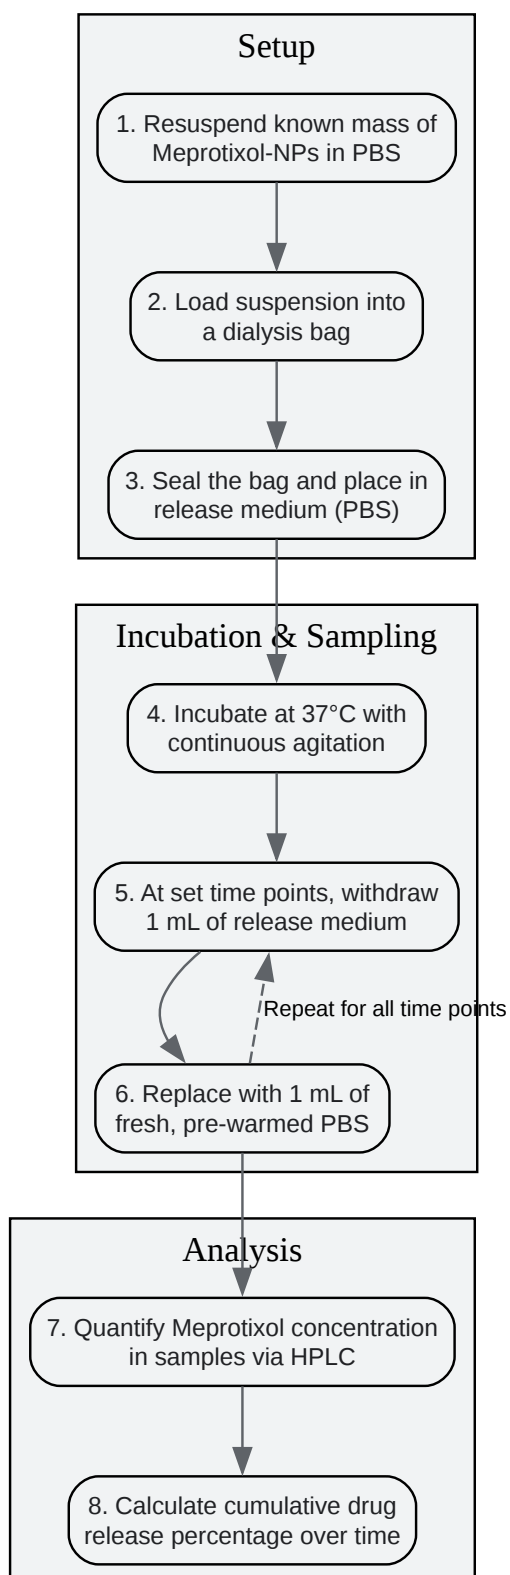 Setup
1. Resuspend known mass of
Meprotixol-NPs in PBS
2. Load suspension into
a dialysis bag
3. Seal the bag and place in
release medium (PBS)
Incubation & Sampling
4. Incubate at 37°C with
continuous agitation
5. At set time points, withdraw
1 mL of release medium
Repeat for all time points
6. Replace with 1 mL of
fresh, pre-warmed PBS
Analysis
7. Quantify Meprotixol concentration
in samples via HPLC
8. Calculate cumulative drug
release percentage over time